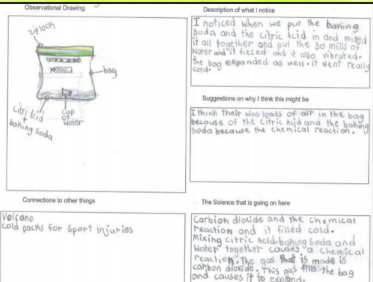 Observational Drawing
ziplock
bag
citric Acid
+
baking soda
cup
of
water
Description of what I notice
I noticed when we put the baking
soda and the citric Acid in and mixed
it all together and put the 30 mills of
water and it fizzed and it also vibrated.
the bag expanded as well. it went really
cold.
Suggestions on why I think this might be
I think their was loads of air in the bag
because of the citric Acid and the baking
soda because the chemical reaction.
Connections to other things
Volcano
cold packs for sport injuries
The Science that is going on here
Carbion diouide and the chemical
reaction and it filled cold.
Mixing citric Acid, baking soda and
water together causes a chemical
reaction. The gas that is made is
carbon dioxide. This gas fills the bag
and causes it to expand.